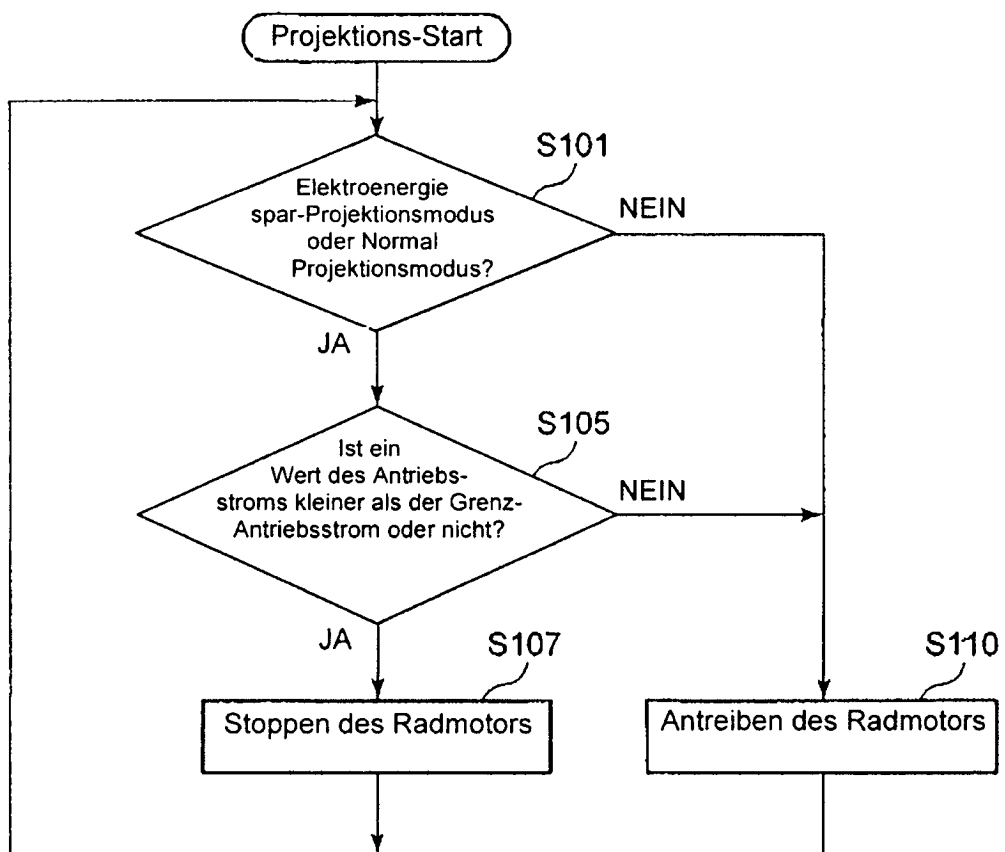 Projektions-Start
S101
Elektroenergie
spar-Projektionsmodus
oder Normal
Projektionsmodus?
NEIN
JA
S105
Ist ein
Wert des Antriebs-
stroms kleiner als der Grenz-
Antriebsstrom oder nicht?
NEIN
JA
S107
Stoppen des Radmotors
S110
Antreiben des Radmotors